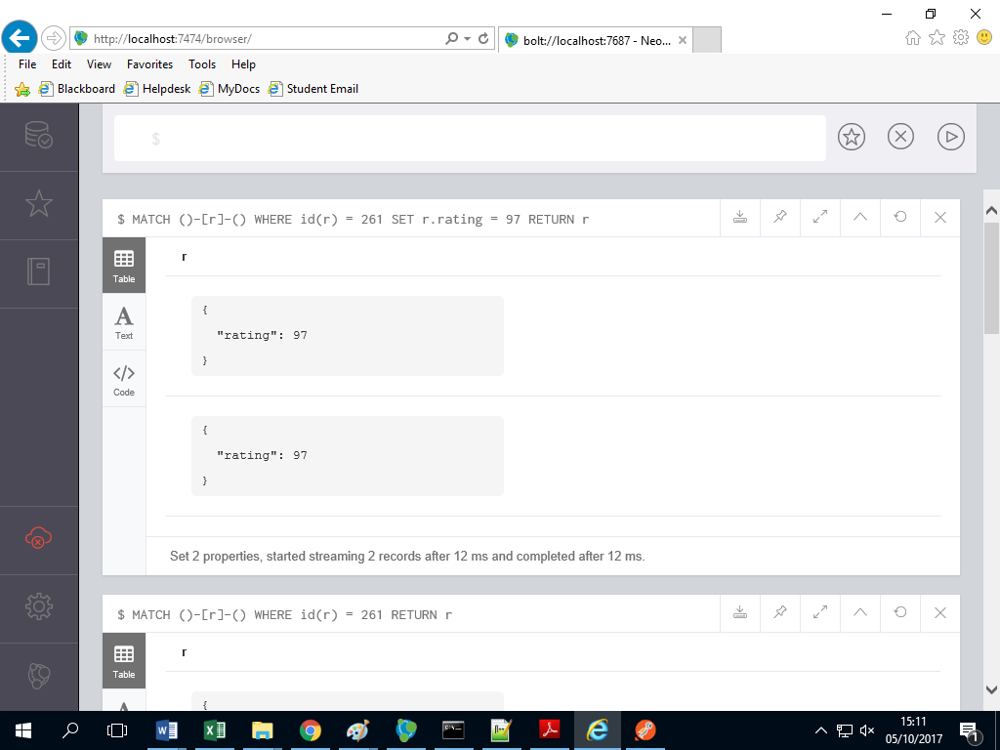 http://localhost:7474/browser/
bolt://localhost:7687 - Neo...
File Edit View Favorites Tools Help
Blackboard Helpdesk MyDocs Student Email
$
$ MATCH ()-[r]-() WHERE id(r) = 261 SET r.rating = 97 RETURN r
Table
r
Text
Code
{
"rating": 97
}
{
"rating": 97
}
Set 2 properties, started streaming 2 records after 12 ms and completed after 12 ms.
$ MATCH ()-[r]-() WHERE id(r) = 261 RETURN r
Table
r
A
{
15:11
05/10/2017
1